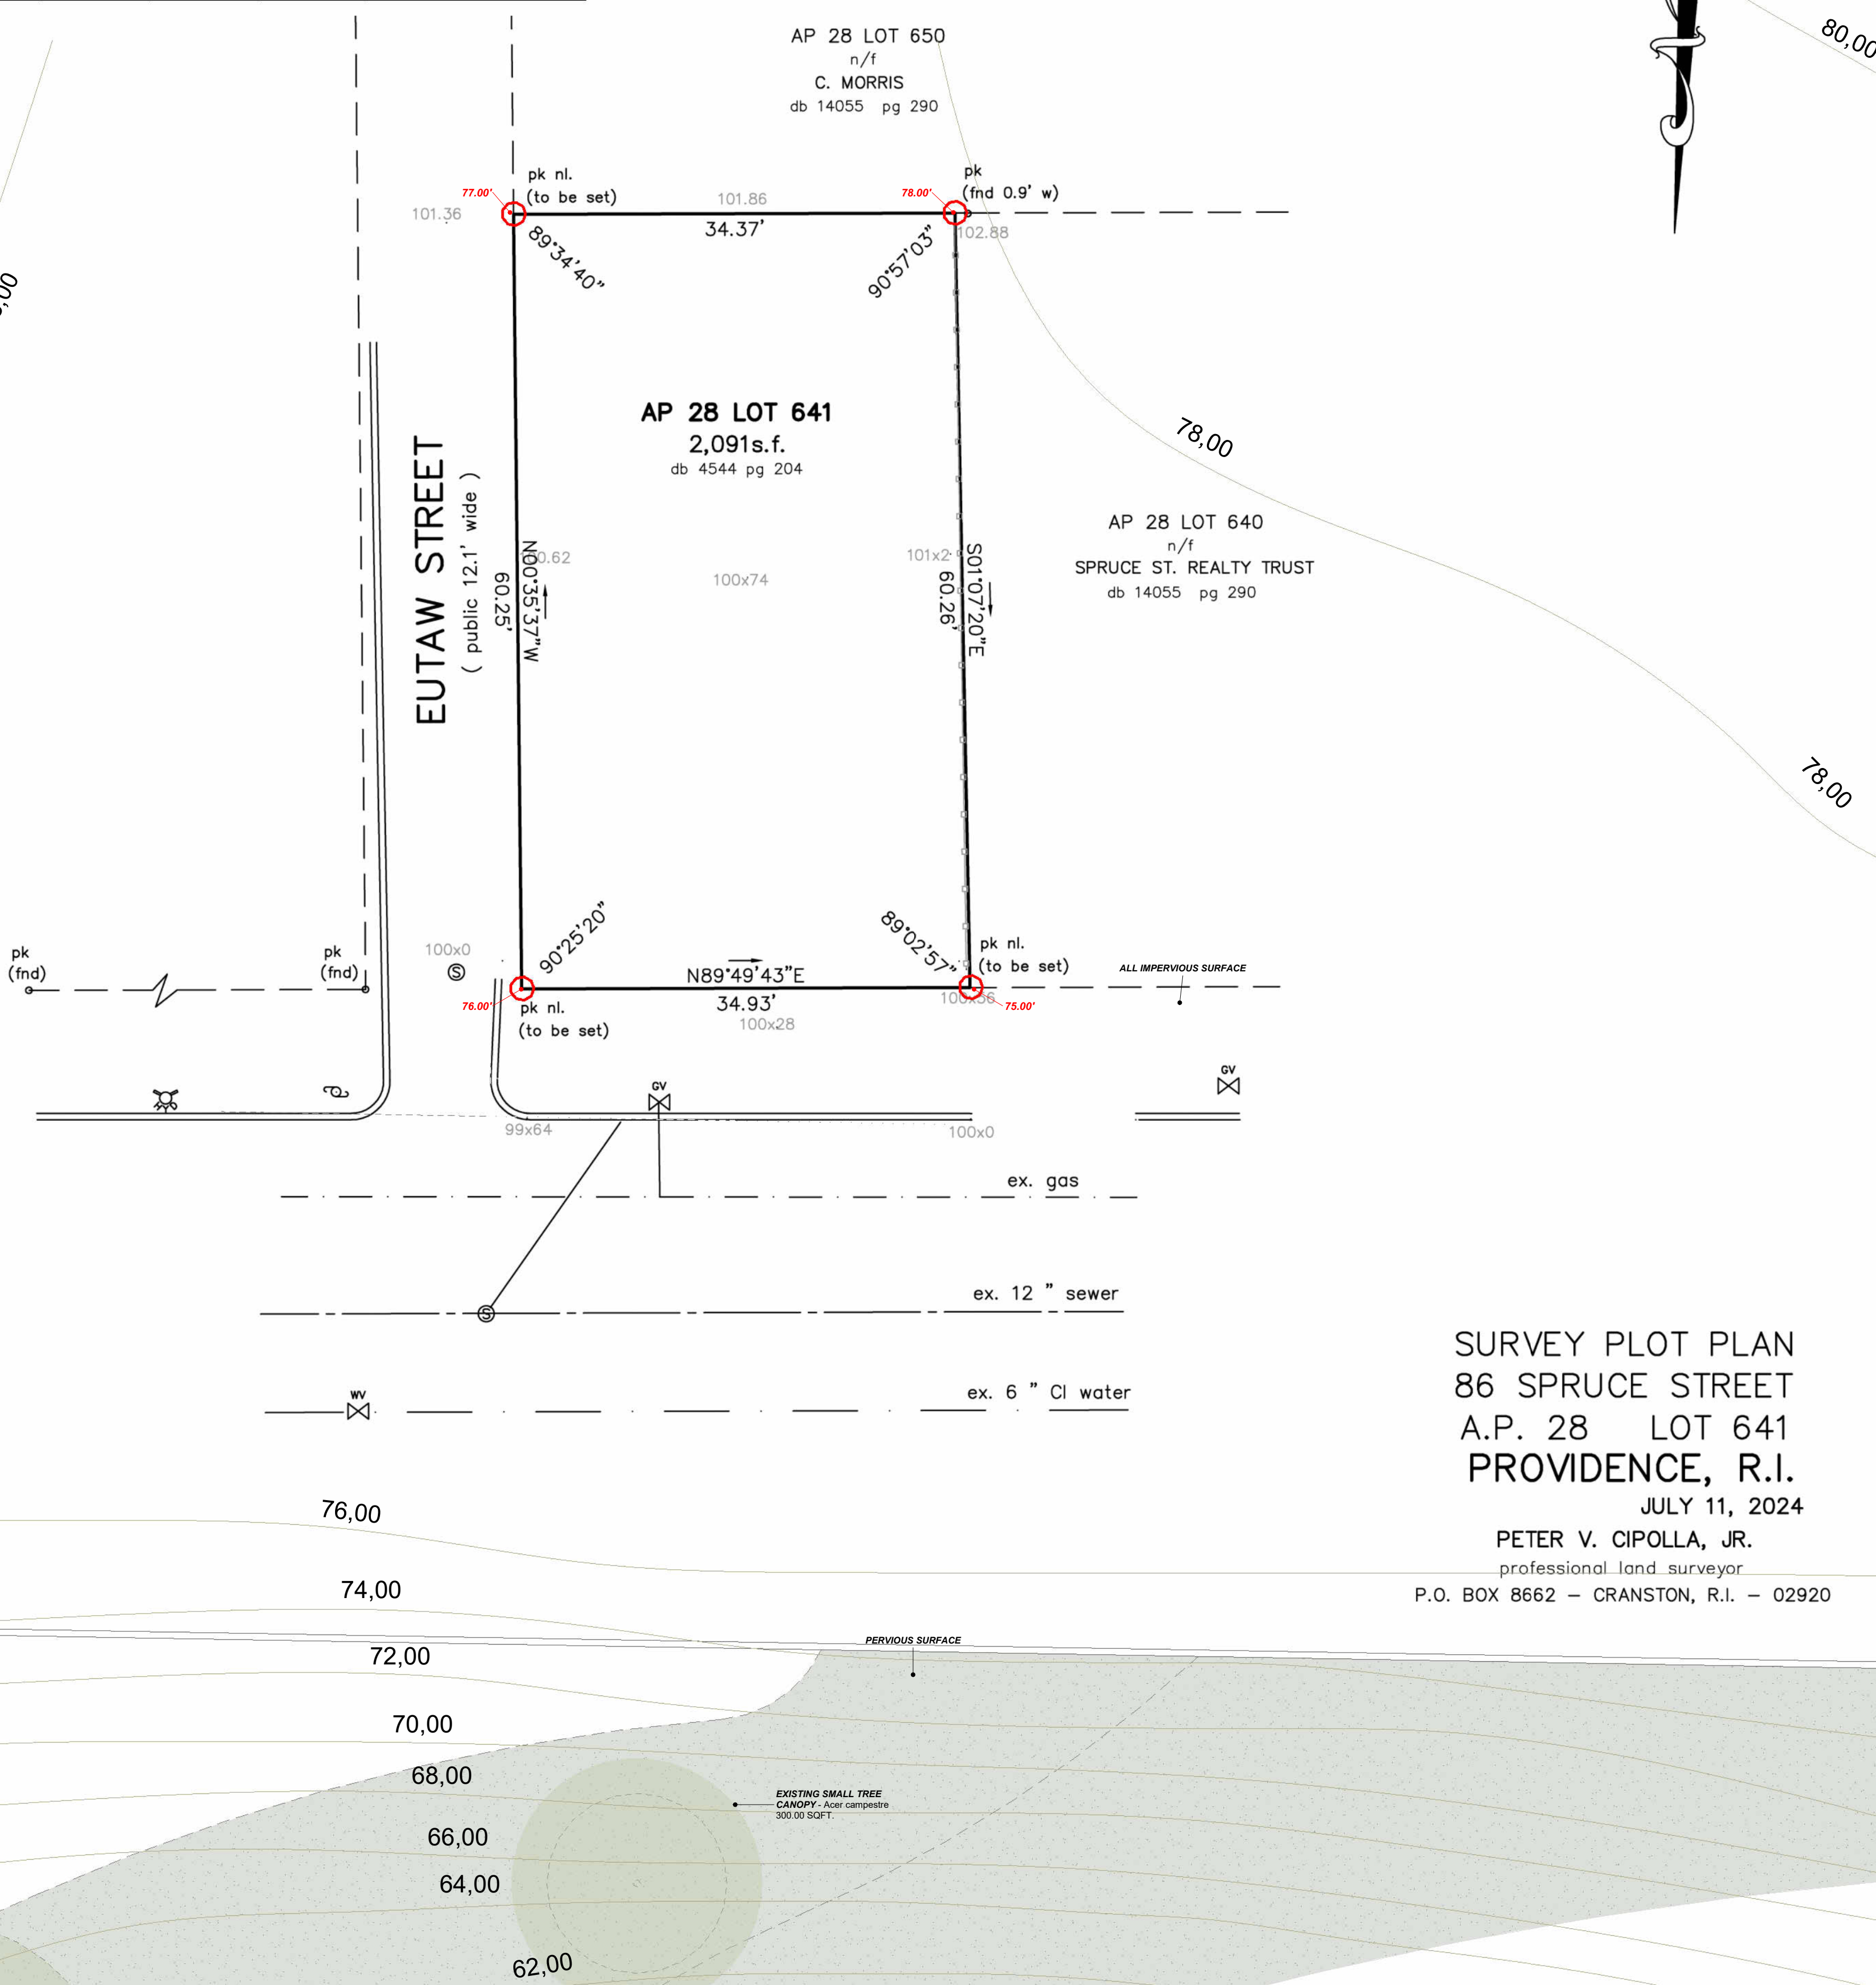 80,00
AP 28 LOT 650
n/f
C. MORRIS
db 14055 pg 290
pk nl.
(to be set)
77.00'
101.36
101.86
34.37'
78.00'
pk
(fnd 0.9' w)
102.88
89°34'40"
90°57'03"
AP 28 LOT 641
2,091s.f.
db 4544 pg 204
78,00
EUTAW STREET
( public 12.1' wide )
N00°35'37"W
60.25'
100x74
101x2
S01°07'20"E
60.26'
AP 28 LOT 640
n/f
SPRUCE ST. REALTY TRUST
db 14055 pg 290
78,00
pk
(fnd)
pk
(fnd)
100x0
S
90°25'20"
89°02'57"
pk nl.
(to be set)
ALL IMPERVIOUS SURFACE
N89°49'43"E
34.93'
100x28
76.00'
pk nl.
(to be set)
100x36
75.00'
GV
GV
99x64
100x0
ex. gas
ex. 12 " sewer
S
ex. 6 " CI water
WV
SURVEY PLOT PLAN
86 SPRUCE STREET
A.P. 28 LOT 641
PROVIDENCE, R.I.
JULY 11, 2024
PETER V. CIPOLLA, JR.
professional land surveyor
P.O. BOX 8662 – CRANSTON, R.I. – 02920
76,00
74,00
72,00
PERVIOUS SURFACE
70,00
68,00
EXISTING SMALL TREE
CANOPY - Acer campestre
300.00 SQFT.
66,00
64,00
62,00